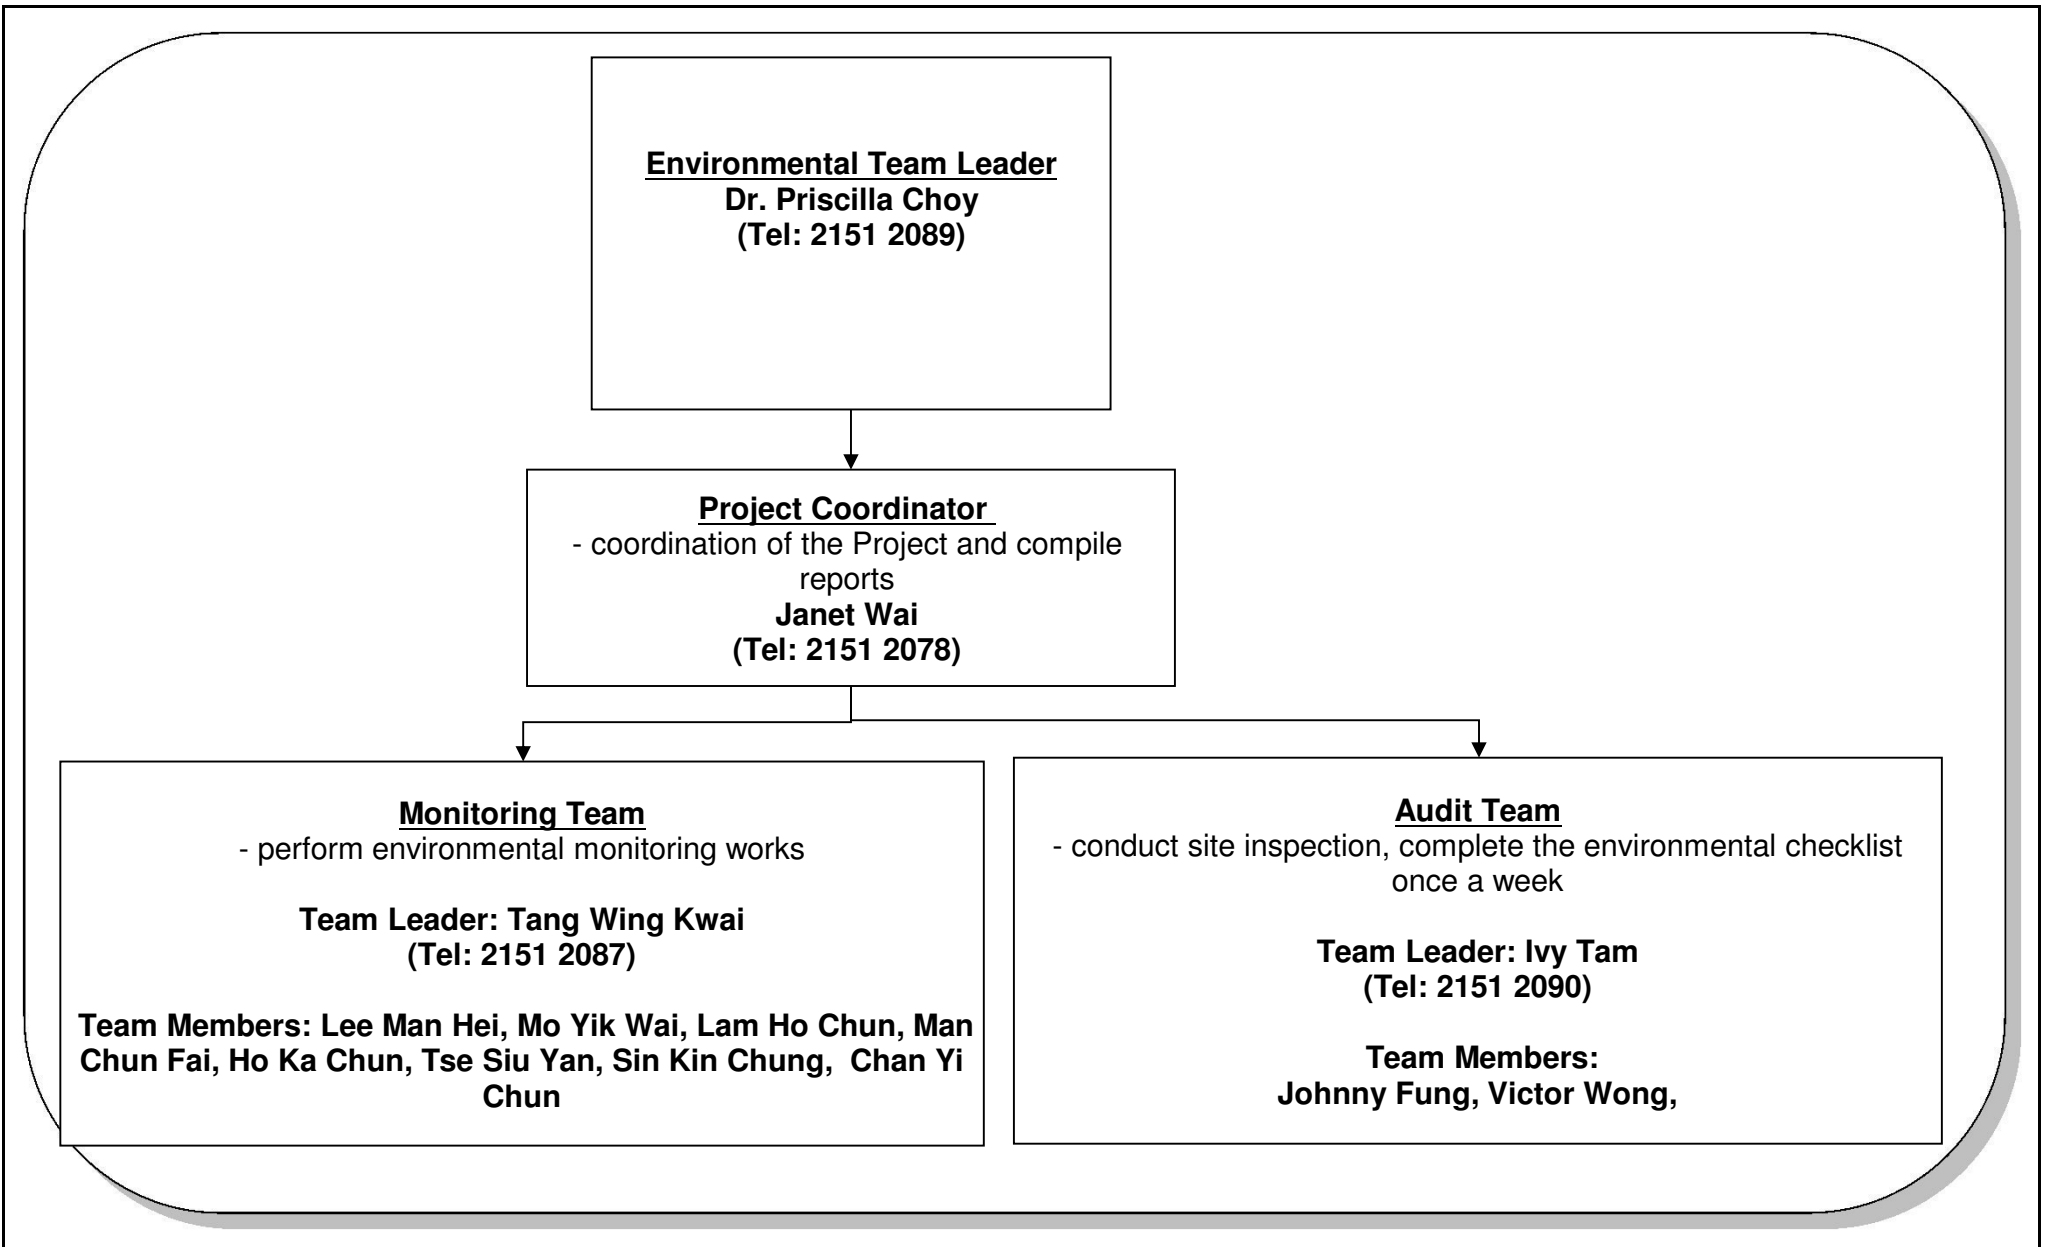 Environmental Team Leader
Dr. Priscilla Choy
(Tel: 2151 2089)
Project Coordinator
- coordination of the Project and compile
reports
Janet Wai
(Tel: 2151 2078)
Monitoring Team
- perform environmental monitoring works
Team Leader: Tang Wing Kwai
(Tel: 2151 2087)
Team Members: Lee Man Hei, Mo Yik Wai, Lam Ho Chun, Man
Chun Fai, Ho Ka Chun, Tse Siu Yan, Sin Kin Chung,  Chan Yi
Chun
Audit Team
- conduct site inspection, complete the environmental checklist
once a week
Team Leader: Ivy Tam
(Tel: 2151 2090)
Team Members:
Johnny Fung, Victor Wong,